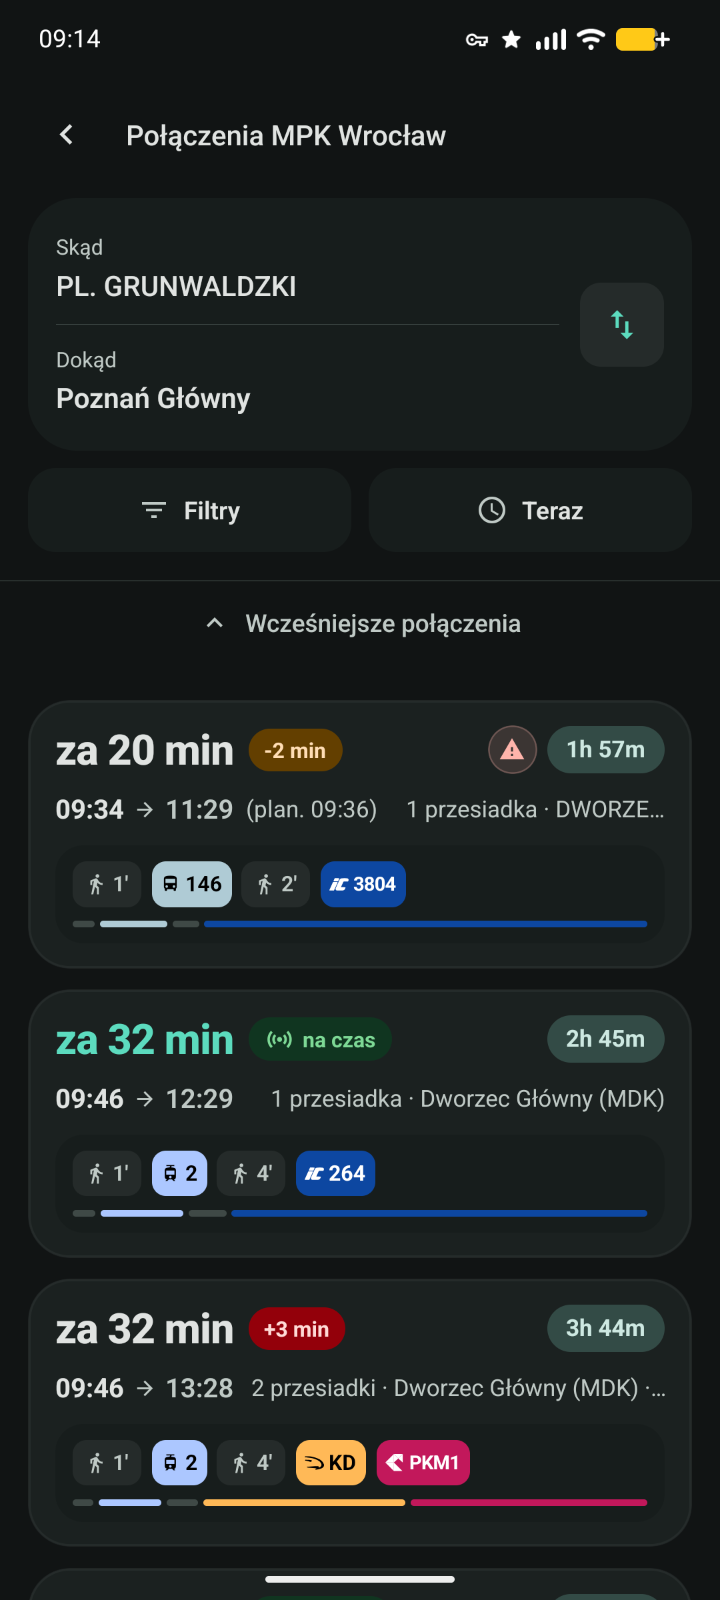 09:14
Połączenia MPK Wrocław
Skąd
PL. GRUNWALDZKI
Dokąd
Poznań Główny
Filtry
Teraz
Wcześniejsze połączenia
za 20 min -2 min 1h 57m
09:34 → 11:29 (plan. 09:36) 1 przesiadka · DWORZE...
1' 146 2' IC 3804
za 32 min na czas 2h 45m
09:46 → 12:29 1 przesiadka · Dworzec Główny (MDK)
1' 2 4' IC 264
za 32 min +3 min 3h 44m
09:46 → 13:28 2 przesiadki · Dworzec Główny (MDK) ·...
1' 2 4' KD PKM1